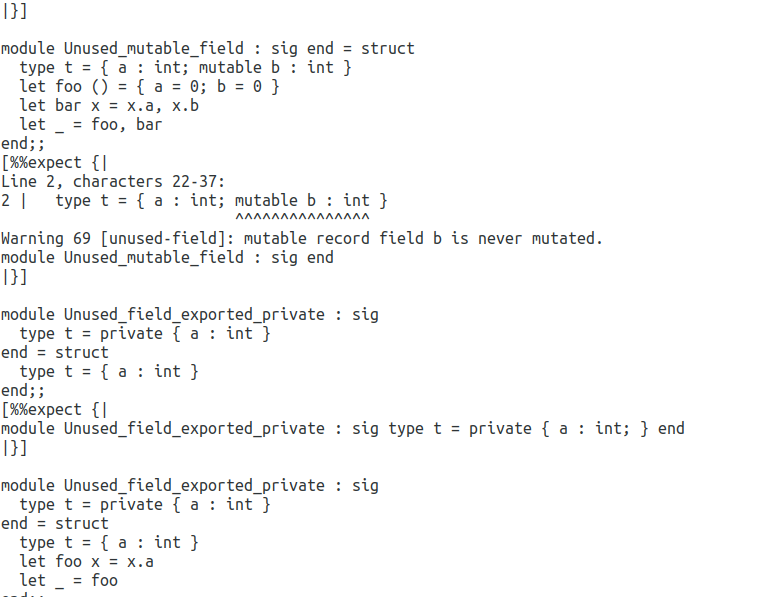 |}]

module Unused_mutable_field : sig end = struct
  type t = { a : int; mutable b : int }
  let foo () = { a = 0; b = 0 }
  let bar x = x.a, x.b
  let _ = foo, bar
end;;
[%%expect {|
Line 2, characters 22-37:
2 |   type t = { a : int; mutable b : int }
                          ^^^^^^^^^^^^^^^
Warning 69 [unused-field]: mutable record field b is never mutated.
module Unused_mutable_field : sig end
|}]

module Unused_field_exported_private : sig
  type t = private { a : int }
end = struct
  type t = { a : int }
end;;
[%%expect {|
module Unused_field_exported_private : sig type t = private { a : int; } end
|}]

module Unused_field_exported_private : sig
  type t = private { a : int }
end = struct
  type t = { a : int }
  let foo x = x.a
  let _ = foo
end;;